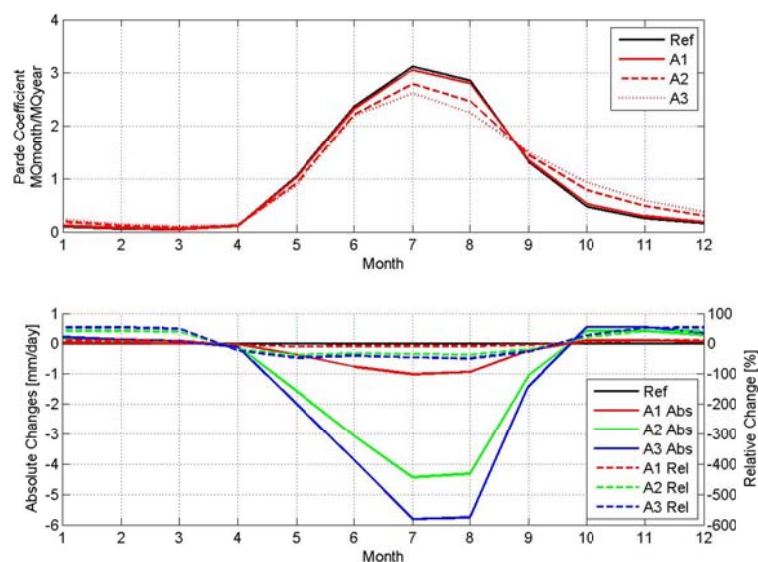 Parde Coefficient
MQmonth/MQyear
4
3
2
1
0
Ref
A1
A2
A3
1 2 3 4 5 6 7 8 9 10 11 12
Month
Absolute Changes [mm/day]
1
0
-1
-2
-3
-4
-5
-6
100
0
-100
-200
-300
-400
-500
-600
Relative Change [%]
Ref
A1 Abs
A2 Abs
A3 Abs
A1 Rel
A2 Rel
A3 Rel
1 2 3 4 5 6 7 8 9 10 11 12
Month